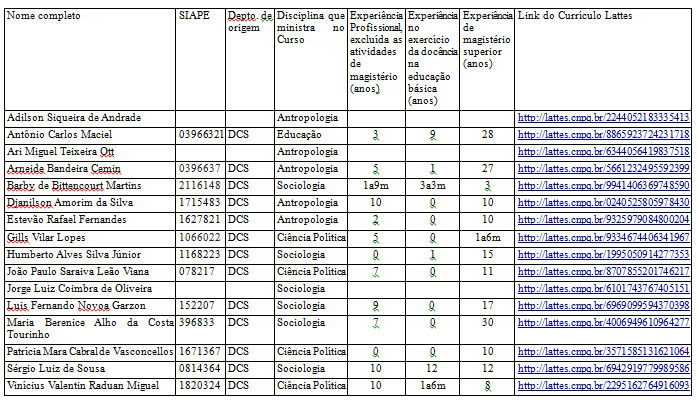 Nome completo SIAPE Depto. de origem Disciplina que ministra no Curso Experiência Profissional, excluída as atividades de magistério (anos) Experiência no exercício da docência na educação básica (anos) Experiência de magistério superior (anos) Link do Currículo Lattes
Adilson Siqueira de Andrade Antropologia http://lattes.cnpq.br/2244052183335413
Antônio Carlos Maciel 03966321 DCS Educação 3 9 28 http://lattes.cnpq.br/8865923724231718
Ari Miguel Teixeira Ott Antropologia http://lattes.cnpq.br/6344056419837518
Arneide Bandeira Cemin 0396637 DCS Antropologia 5 1 27 http://lattes.cnpq.br/5661232495592399
Barby de Bittencourt Martins 2116148 DCS Sociologia 1a9m 3a3m 3 http://lattes.cnpq.br/9941406369748590
Djanilson Amorim da Silva 1715483 DCS Antropologia 10 0 10 http://lattes.cnpq.br/0240525805978430
Estevão Rafael Fernandes 1627821 DCS Antropologia 2 0 10 http://lattes.cnpq.br/9325979084800204
Gills Vilar Lopes 1066022 DCS Ciência Política 5 0 1a6m http://lattes.cnpq.br/9334674406341967
Humberto Alves Silva Júnior 1168223 DCS Sociologia 0 1 15 http://lattes.cnpq.br/1995050914277353
João Paulo Saraiva Leão Viana 078217 DCS Ciência Política 7 0 11 http://lattes.cnpq.br/8707855201746217
Jorge Luiz Coimbra de Oliveira Sociologia http://lattes.cnpq.br/6101743767405151
Luis Fernando Novoa Garzon 152207 DCS Sociologia 9 0 17 http://lattes.cnpq.br/6969099594370398
Maria Berenice Alho da Costa Tourinho 396833 DCS Sociologia 7 0 30 http://lattes.cnpq.br/4006949610964277
Patrícia Mara Cabral de Vasconcellos 1671367 DCS Ciência Política 0 0 10 http://lattes.cnpq.br/3571585131621064
Sérgio Luiz de Sousa 0814364 DCS Sociologia 10 12 12 http://lattes.cnpq.br/6942919779989586
Vinícius Valentin Raduan Miguel 1820324 DCS Ciência Política 10 1a6m 8 http://lattes.cnpq.br/2295162764916093